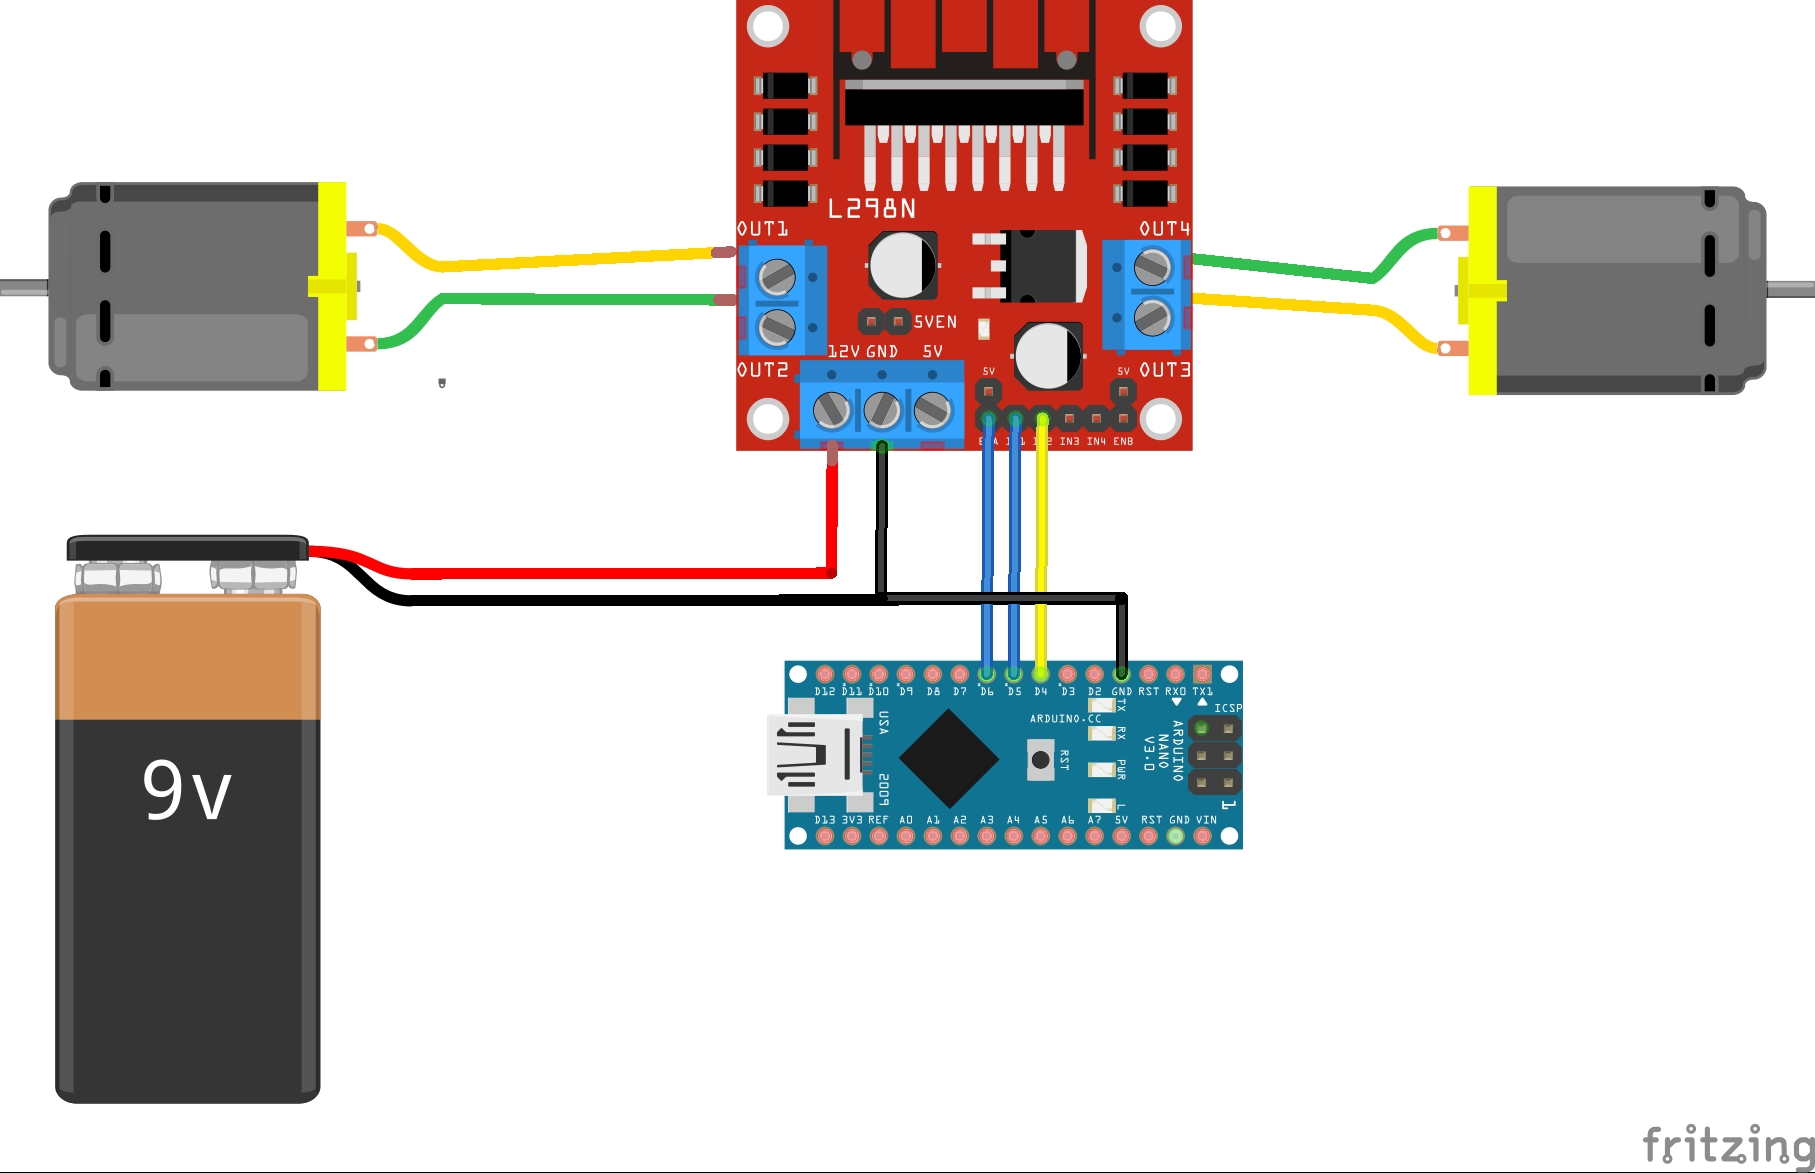 L298N
OUT1
OUT4
5VEN
12V GND 5V
OUT2
5V
5V
OUT3
IN3 IN4 ENB
9v
D12 D11 D10 D9 D8 D7 D6 D5 D4 D3 D2 GND RST RX0 TX1
ICSP
USA
ARDUINO.CC
TX
RX
RST
PWR
L
ARDUINO
NANO
V3.0
2009
1
D13 3V3 REF A0 A1 A2 A3 A4 A5 A6 A7 5V RST GND VIN
fritzing